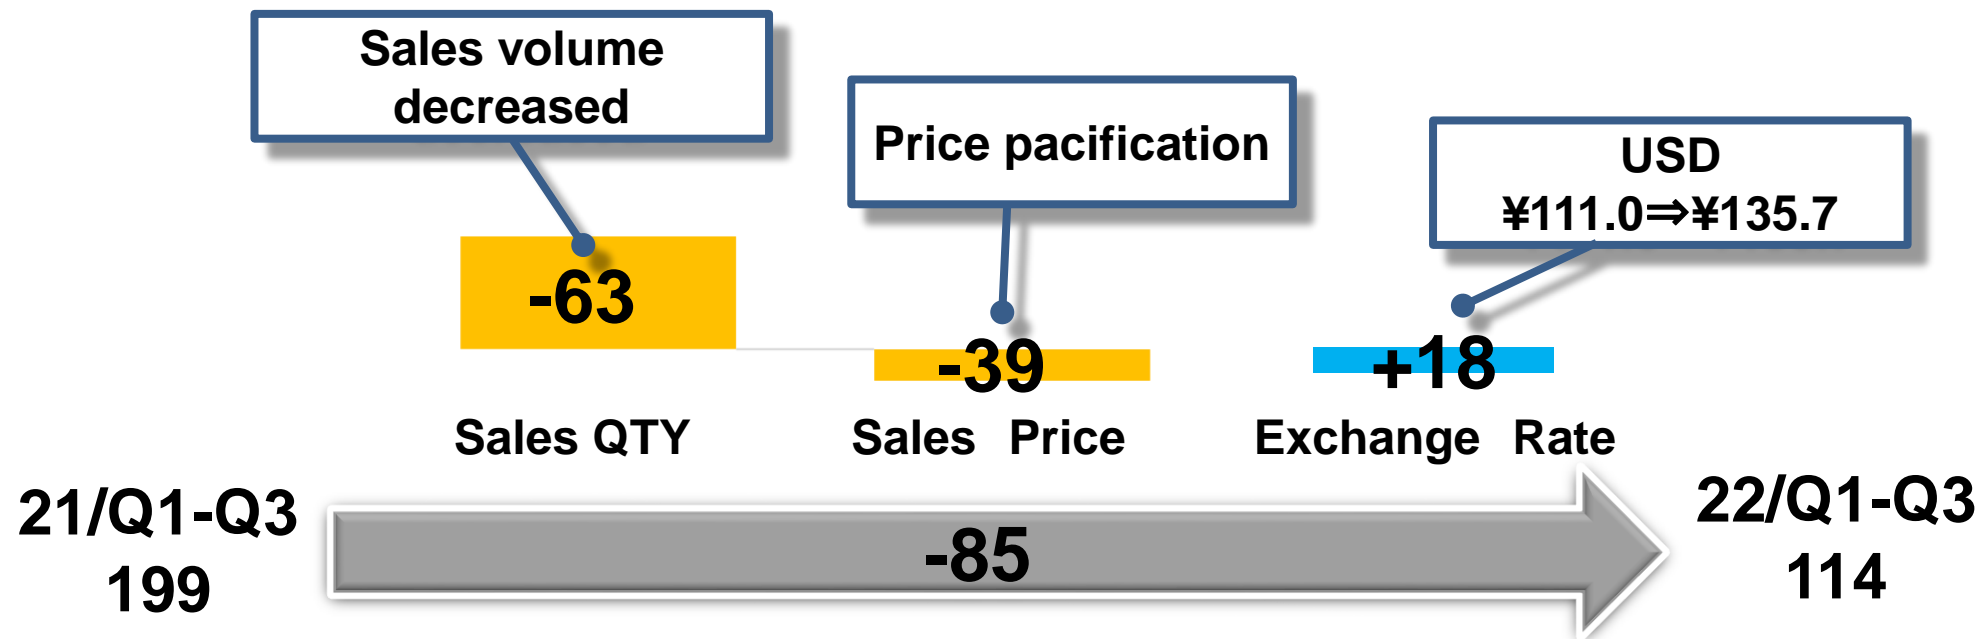 Sales volume
decreased
Price pacification
USD
¥111.0⇒¥135.7
-63
-39
+18
Sales QTY
Sales Price
Exchange Rate
21/Q1-Q3
199
-85
22/Q1-Q3
114